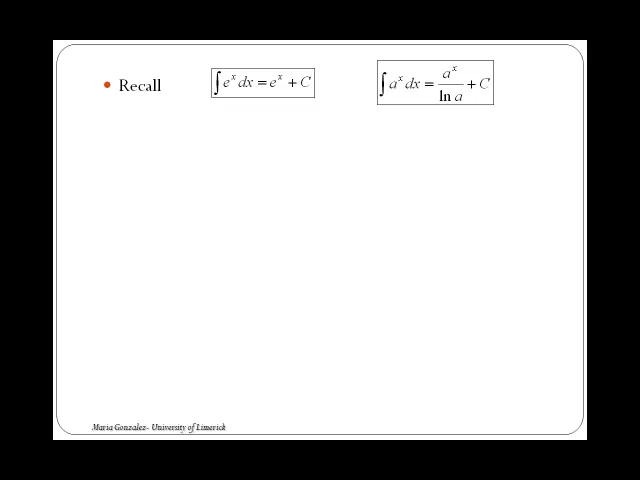 • Recall ∫ e^x dx = e^x + C ∫ a^x dx = a^x / ln a + C
Maria Gonzalez- University of Limerick